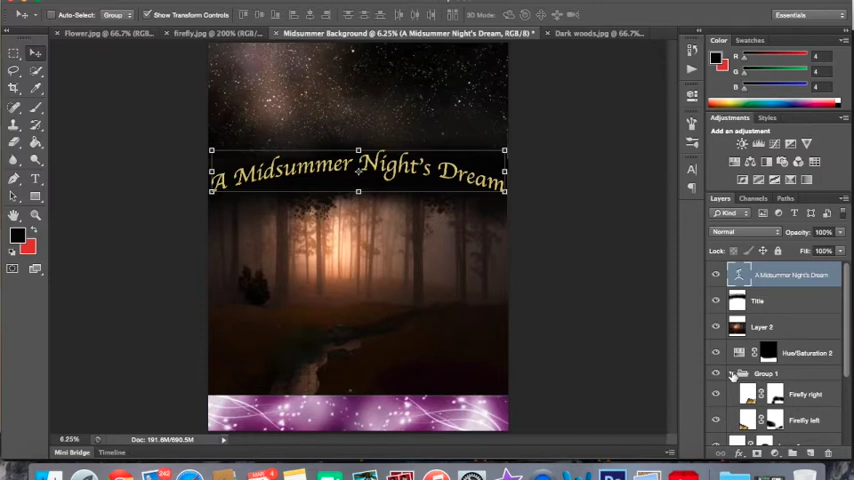 Auto-Select: Group Show Transform Controls 3D Mode: Essentials
Flower.jpg @ 66.7% (RGB... firefly.jpg @ 200% (RGB/... Midsummer Background @ 6.25% (A Midsummer Night's Dream, RGB/8) * Dark woods.jpg @ 66.7%...
Color Swatches
R 4
G 4
B 4
Adjustments Styles
Add an adjustment
Layers Channels Paths
Kind
Normal Opacity: 100%
Lock: Fill: 100%
A Midsummer Night's Dream
A Midsummer Night's Dream
Title
Layer 2
Hue/Saturation 2
Group 1
Firefly right
Firefly left
6.25% Doc: 191.6M/690.5M
Mini Bridge Timeline
242
MAR
4
Ps